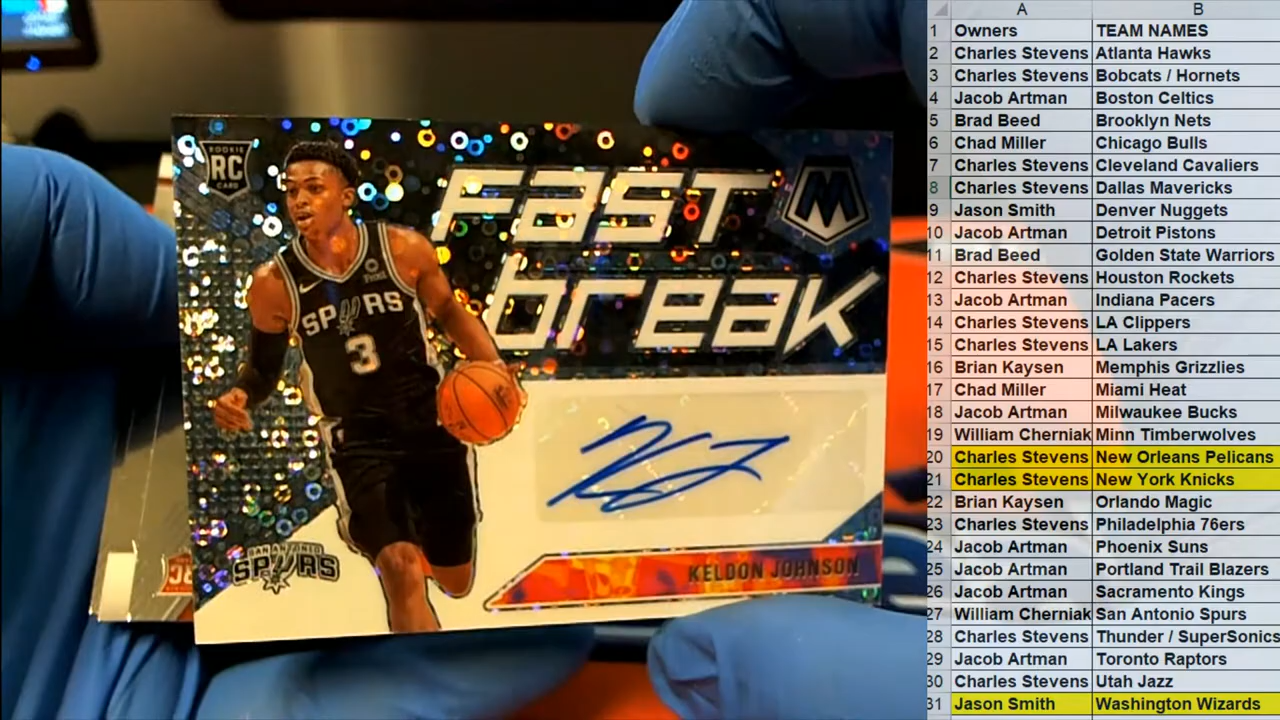 ROOKIE
RC
CARD
Fast
break
M
SPURS
3
SAN ANTONIO
SPURS
KELDON JOHNSON
RC
A B
1 Owners TEAM NAMES
2 Charles Stevens Atlanta Hawks
3 Charles Stevens Bobcats / Hornets
4 Jacob Artman Boston Celtics
5 Brad Beed Brooklyn Nets
6 Chad Miller Chicago Bulls
7 Charles Stevens Cleveland Cavaliers
8 Charles Stevens Dallas Mavericks
9 Jason Smith Denver Nuggets
10 Jacob Artman Detroit Pistons
11 Brad Beed Golden State Warriors
12 Charles Stevens Houston Rockets
13 Jacob Artman Indiana Pacers
14 Charles Stevens LA Clippers
15 Charles Stevens LA Lakers
16 Brian Kaysen Memphis Grizzlies
17 Chad Miller Miami Heat
18 Jacob Artman Milwaukee Bucks
19 William Cherniak Minn Timberwolves
20 Charles Stevens New Orleans Pelicans
21 Charles Stevens New York Knicks
22 Brian Kaysen Orlando Magic
23 Charles Stevens Philadelphia 76ers
24 Jacob Artman Phoenix Suns
25 Jacob Artman Portland Trail Blazers
26 Jacob Artman Sacramento Kings
27 William Cherniak San Antonio Spurs
28 Charles Stevens Thunder / SuperSonics
29 Jacob Artman Toronto Raptors
30 Charles Stevens Utah Jazz
31 Jason Smith Washington Wizards